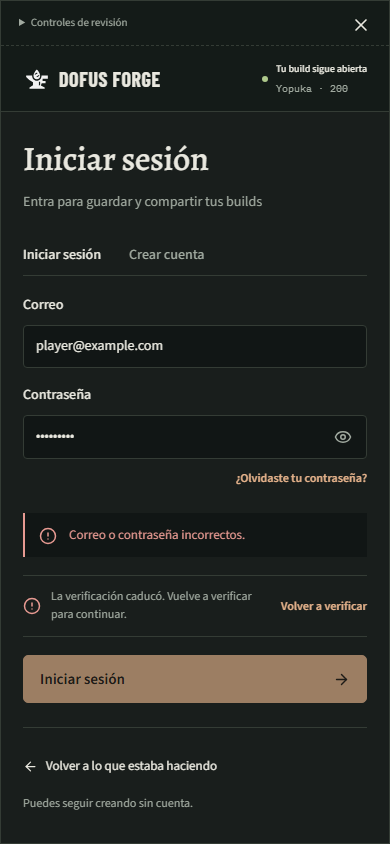 Controles de revisión
DOFUS FORGE
Tu build sigue abierta
Yopuka · 200
Iniciar sesión
Entra para guardar y compartir tus builds
Iniciar sesión
Crear cuenta
Correo
player@example.com
Contraseña
•••••••••
¿Olvidaste tu contraseña?
Correo o contraseña incorrectos.
La verificación caducó. Vuelve a verificar
para continuar.
Volver a verificar
Iniciar sesión
Volver a lo que estaba haciendo
Puedes seguir creando sin cuenta.